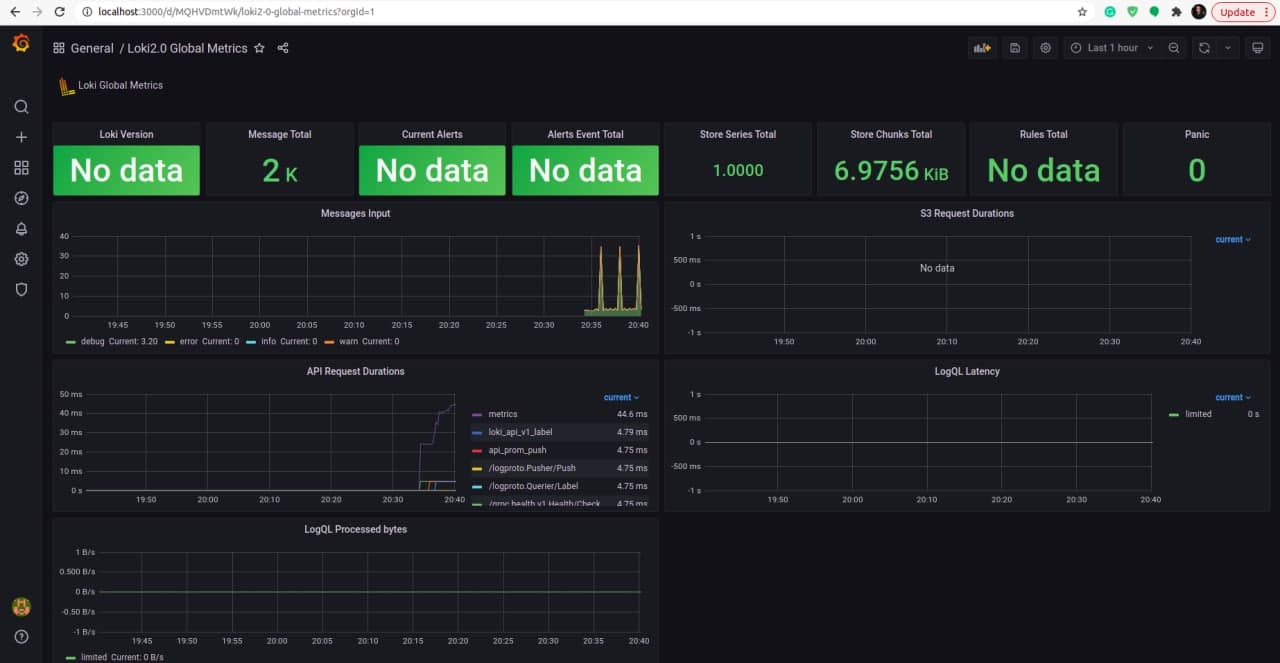 localhost:3000/d/MQHVDmtWk/loki2-0-global-metrics?orgId=1
Update
General / Loki2.0 Global Metrics
Last 1 hour
Loki Global Metrics
Loki Version
No data
Message Total
2 K
Current Alerts
No data
Alerts Event Total
No data
Store Series Total
1.0000
Store Chunks Total
6.9756 KiB
Rules Total
No data
Panic
0
Messages Input
40
30
20
10
0
19:45 19:50 19:55 20:00 20:05 20:10 20:15 20:20 20:25 20:30 20:35 20:40
debug Current: 3.20 error Current: 0 info Current: 0 warn Current: 0
S3 Request Durations
current
1 s
500 ms
0 s
-500 ms
-1 s
No data
19:50 20:00 20:10 20:20 20:30 20:40
API Request Durations
50 ms
40 ms
30 ms
20 ms
10 ms
0 s
19:50 20:00 20:10 20:20 20:30 20:40
current
metrics 44.6 ms
loki_api_v1_label 4.79 ms
api_prom_push 4.75 ms
/logproto.Pusher/Push 4.75 ms
/logproto.Querier/Label 4.75 ms
/grpc.health.v1.Health/Check 4.75 ms
LogQL Latency
1 s
500 ms
0 s
-500 ms
-1 s
19:50 20:00 20:10 20:20 20:30 20:40
current
limited 0 s
LogQL Processed bytes
1 B/s
0.500 B/s
0 B/s
-0.50 B/s
-1 B/s
19:45 19:50 19:55 20:00 20:05 20:10 20:15 20:20 20:25 20:30 20:35 20:40
limited Current: 0 B/s